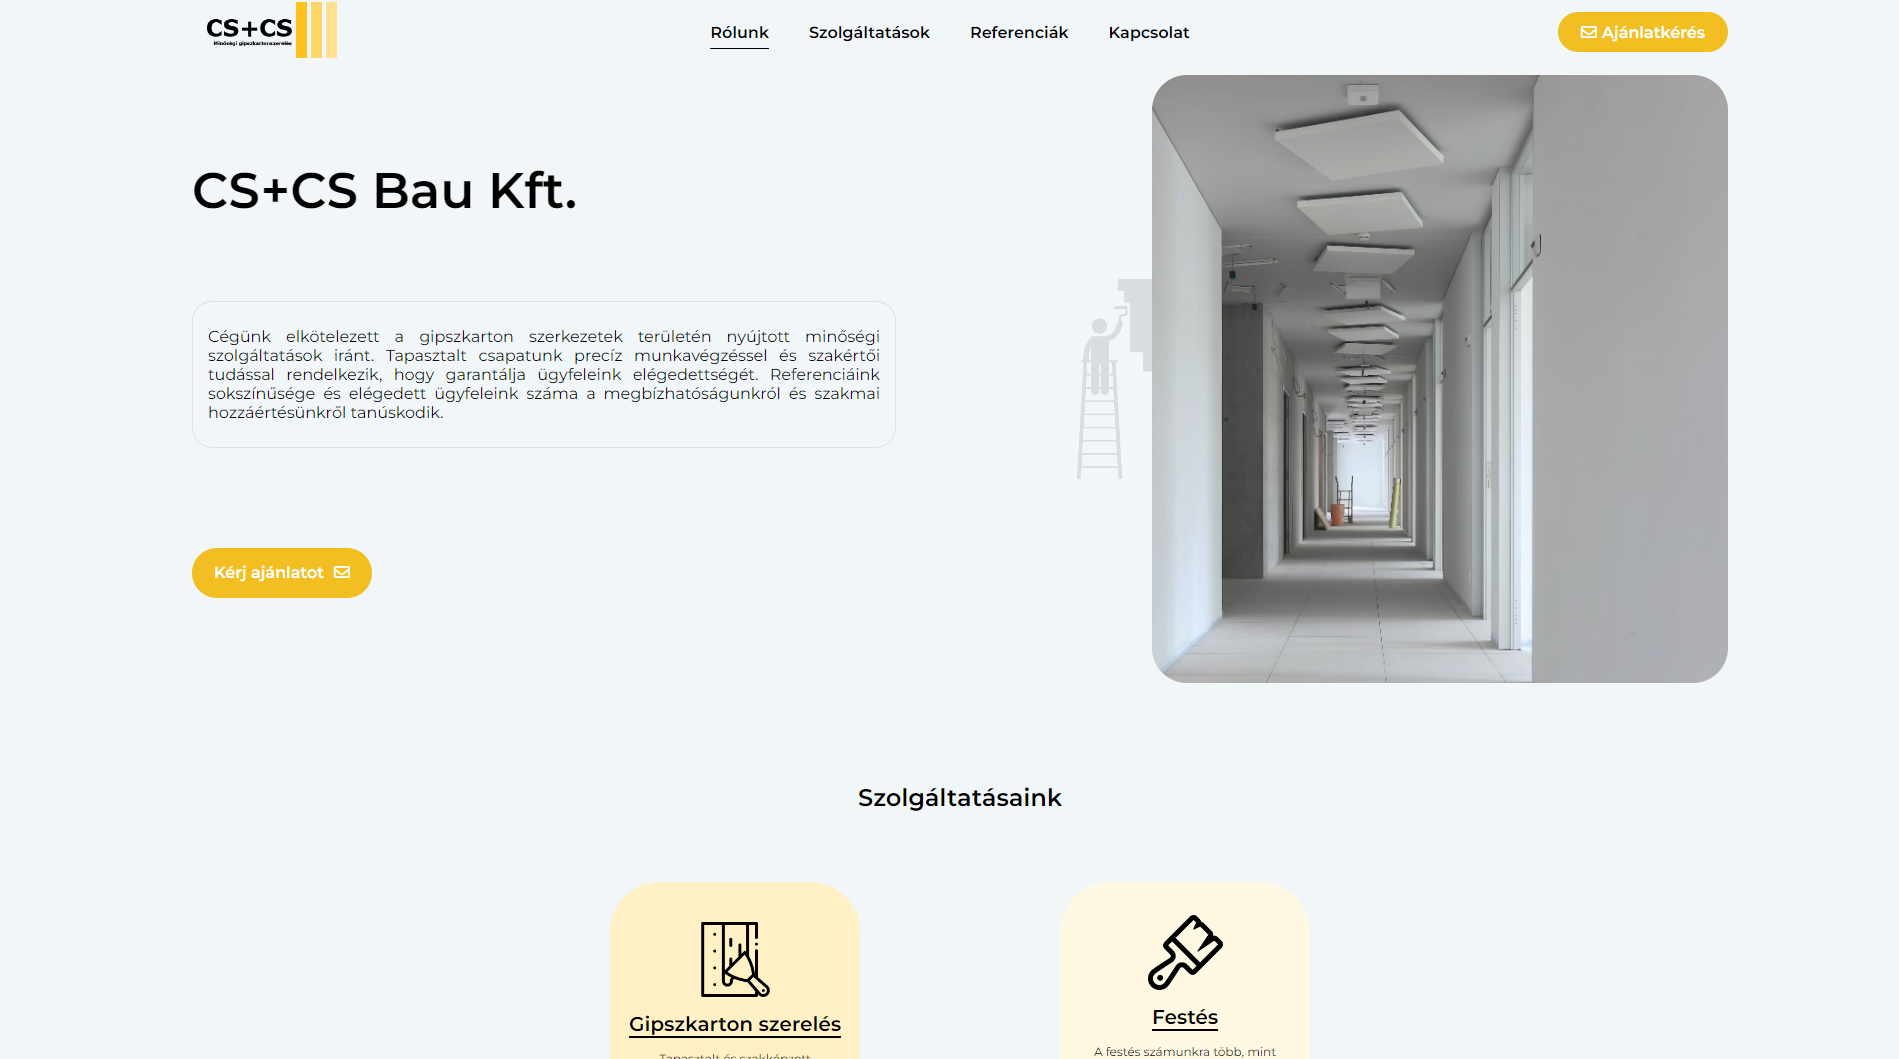 CS+CS
Minőségi gipszkartonszerelés
Rólunk
Szolgáltatások
Referenciák
Kapcsolat
Ajánlatkérés
CS+CS Bau Kft.
Cégünk elkötelezett a gipszkarton szerkezetek területén nyújtott minőségi
szolgáltatások iránt. Tapasztalt csapatunk precíz munkavégzéssel és szakértői
tudással rendelkezik, hogy garantálja ügyfeleink elégedettségét. Referenciáink
sokszínűsége és elégedett ügyfeleink száma a megbízhatóságunkról és szakmai
hozzáértésünkről tanúskodik.
Kérj ajánlatot
Szolgáltatásaink
Gipszkarton szerelés
Tapasztalt és szakképzett
Festés
A festés számunkra több, mint